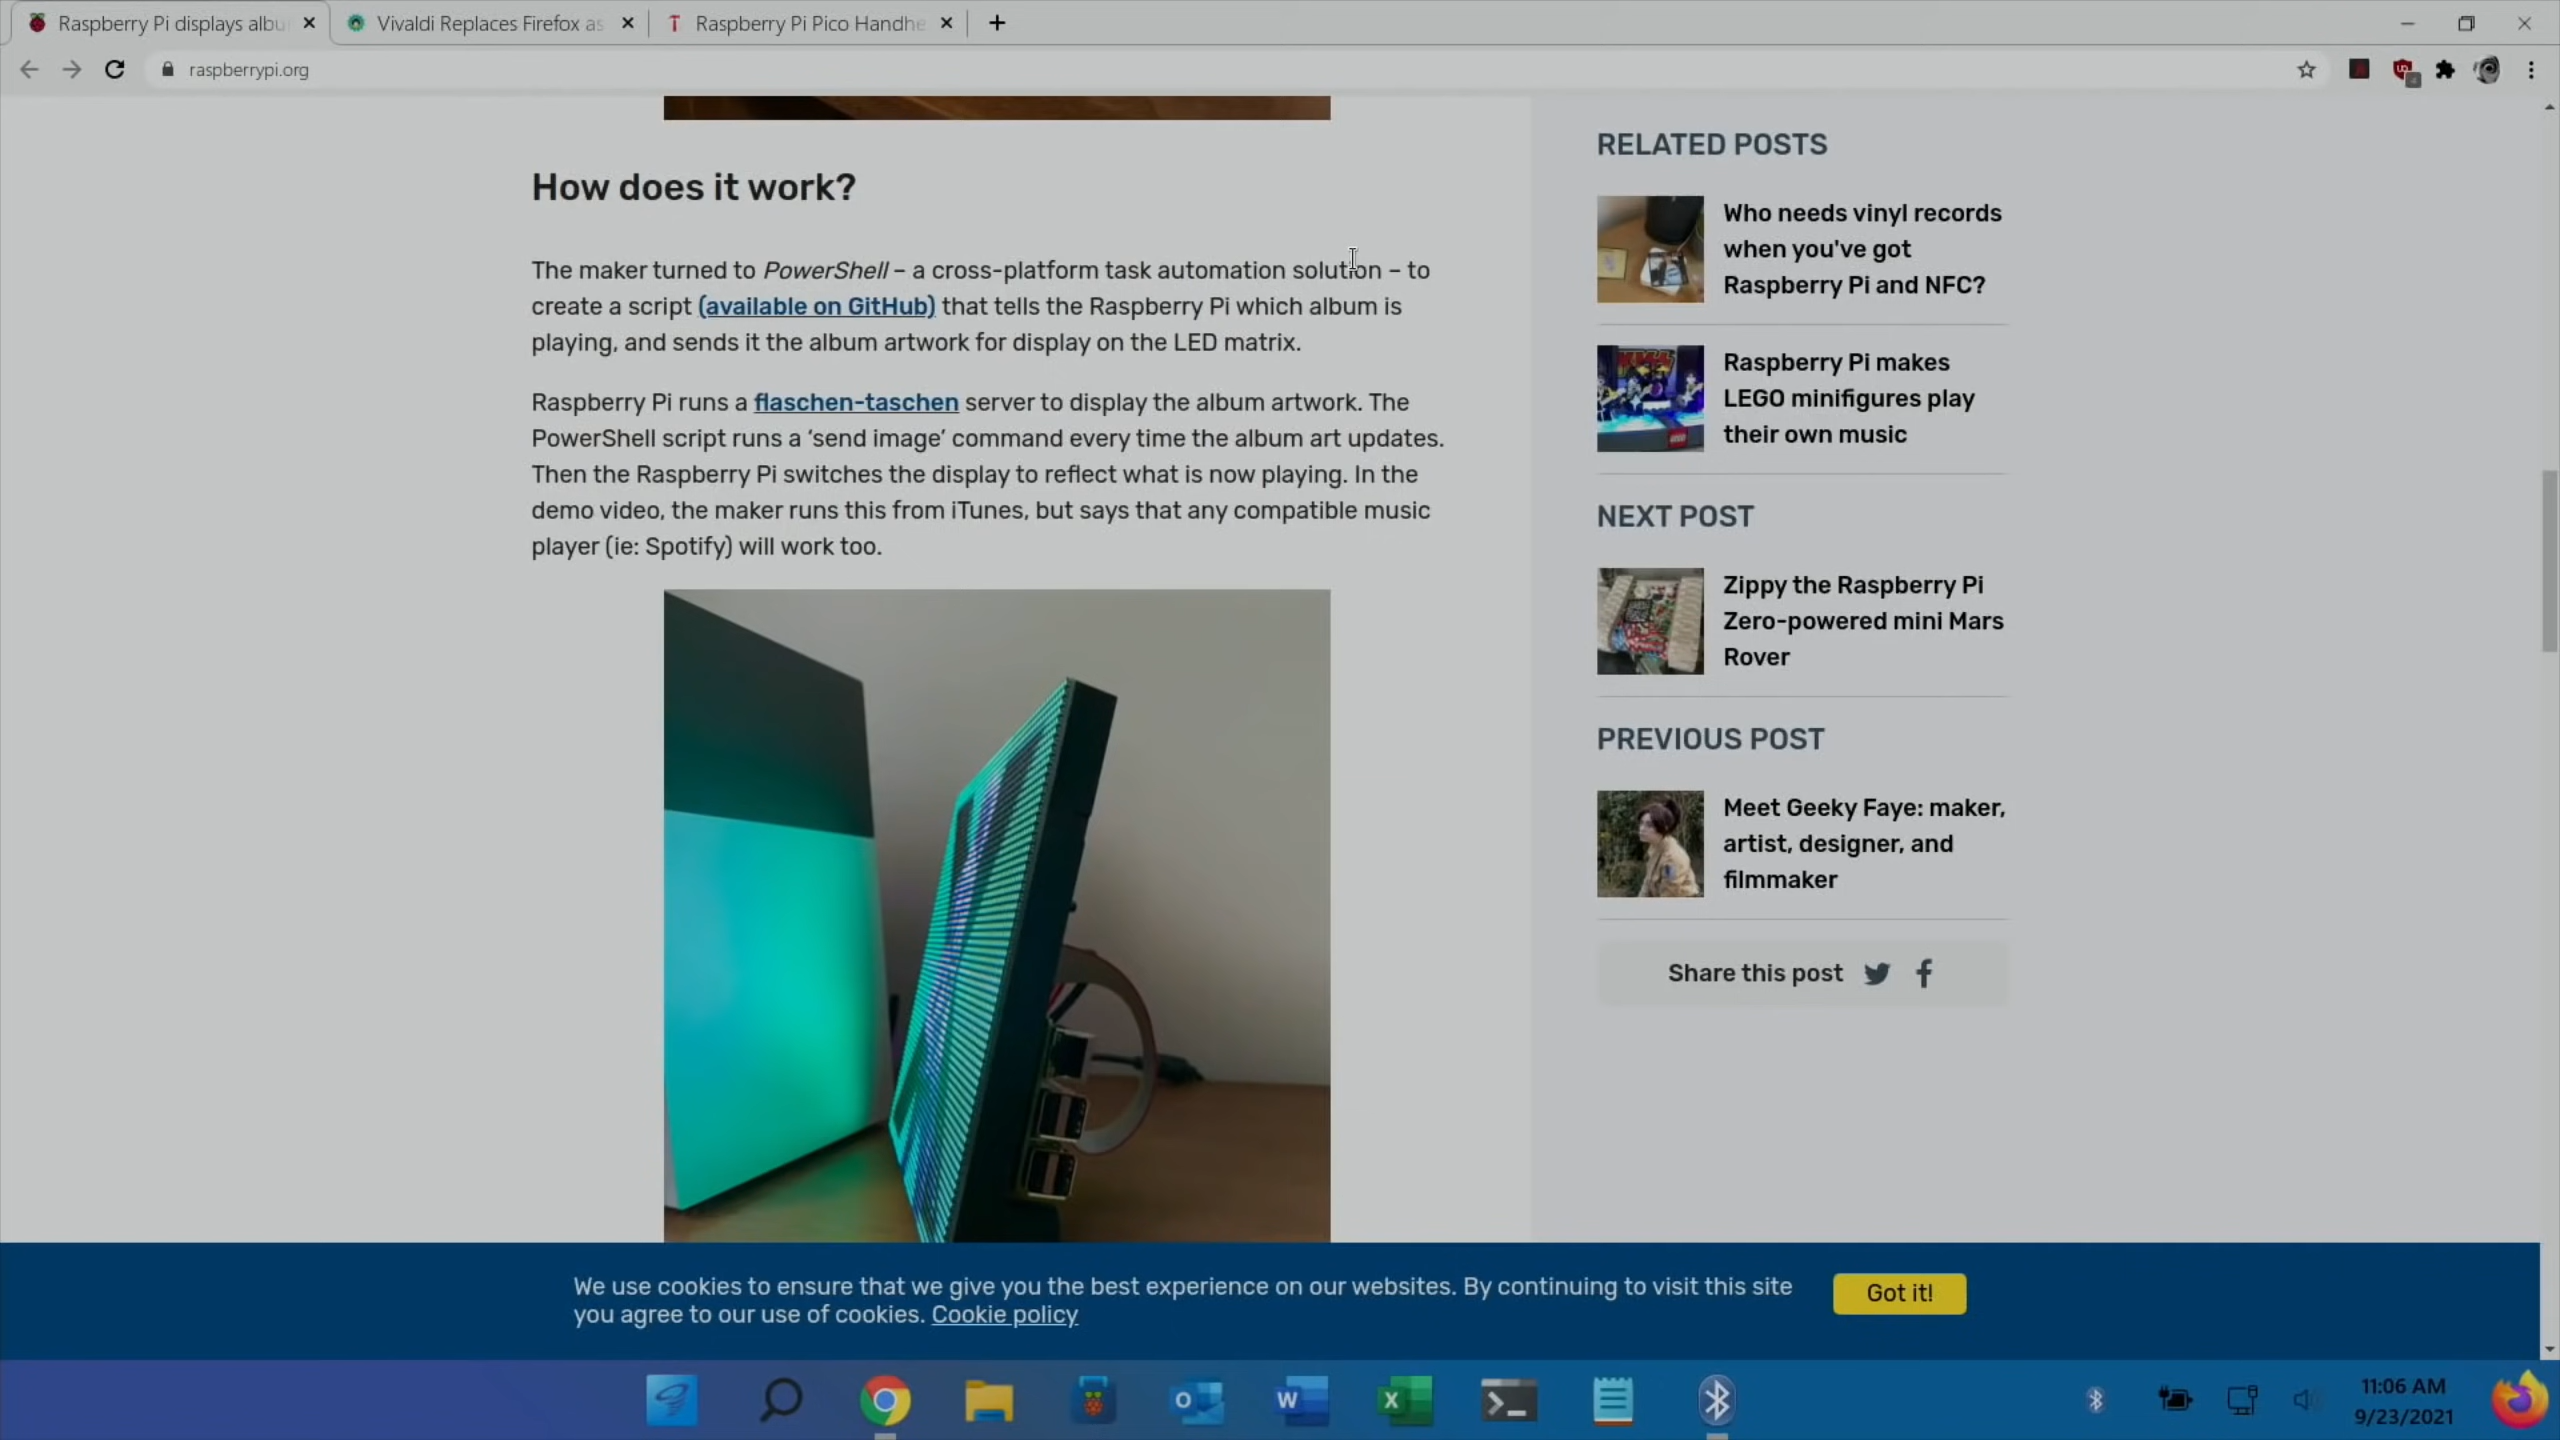 Raspberry Pi displays albu
Vivaldi Replaces Firefox as
Raspberry Pi Pico Handhe
raspberrypi.org
How does it work?
The maker turned to PowerShell – a cross-platform task automation solution – to
create a script (available on GitHub) that tells the Raspberry Pi which album is
playing, and sends it the album artwork for display on the LED matrix.
Raspberry Pi runs a flaschen-taschen server to display the album artwork. The
PowerShell script runs a ‘send image’ command every time the album art updates.
Then the Raspberry Pi switches the display to reflect what is now playing. In the
demo video, the maker runs this from iTunes, but says that any compatible music
player (ie: Spotify) will work too.
RELATED POSTS
Who needs vinyl records
when you've got
Raspberry Pi and NFC?
Raspberry Pi makes
LEGO minifigures play
their own music
NEXT POST
Zippy the Raspberry Pi
Zero-powered mini Mars
Rover
PREVIOUS POST
Meet Geeky Faye: maker,
artist, designer, and
filmmaker
Share this post
We use cookies to ensure that we give you the best experience on our websites. By continuing to visit this site
you agree to our use of cookies. Cookie policy
Got it!
11:06 AM
9/23/2021